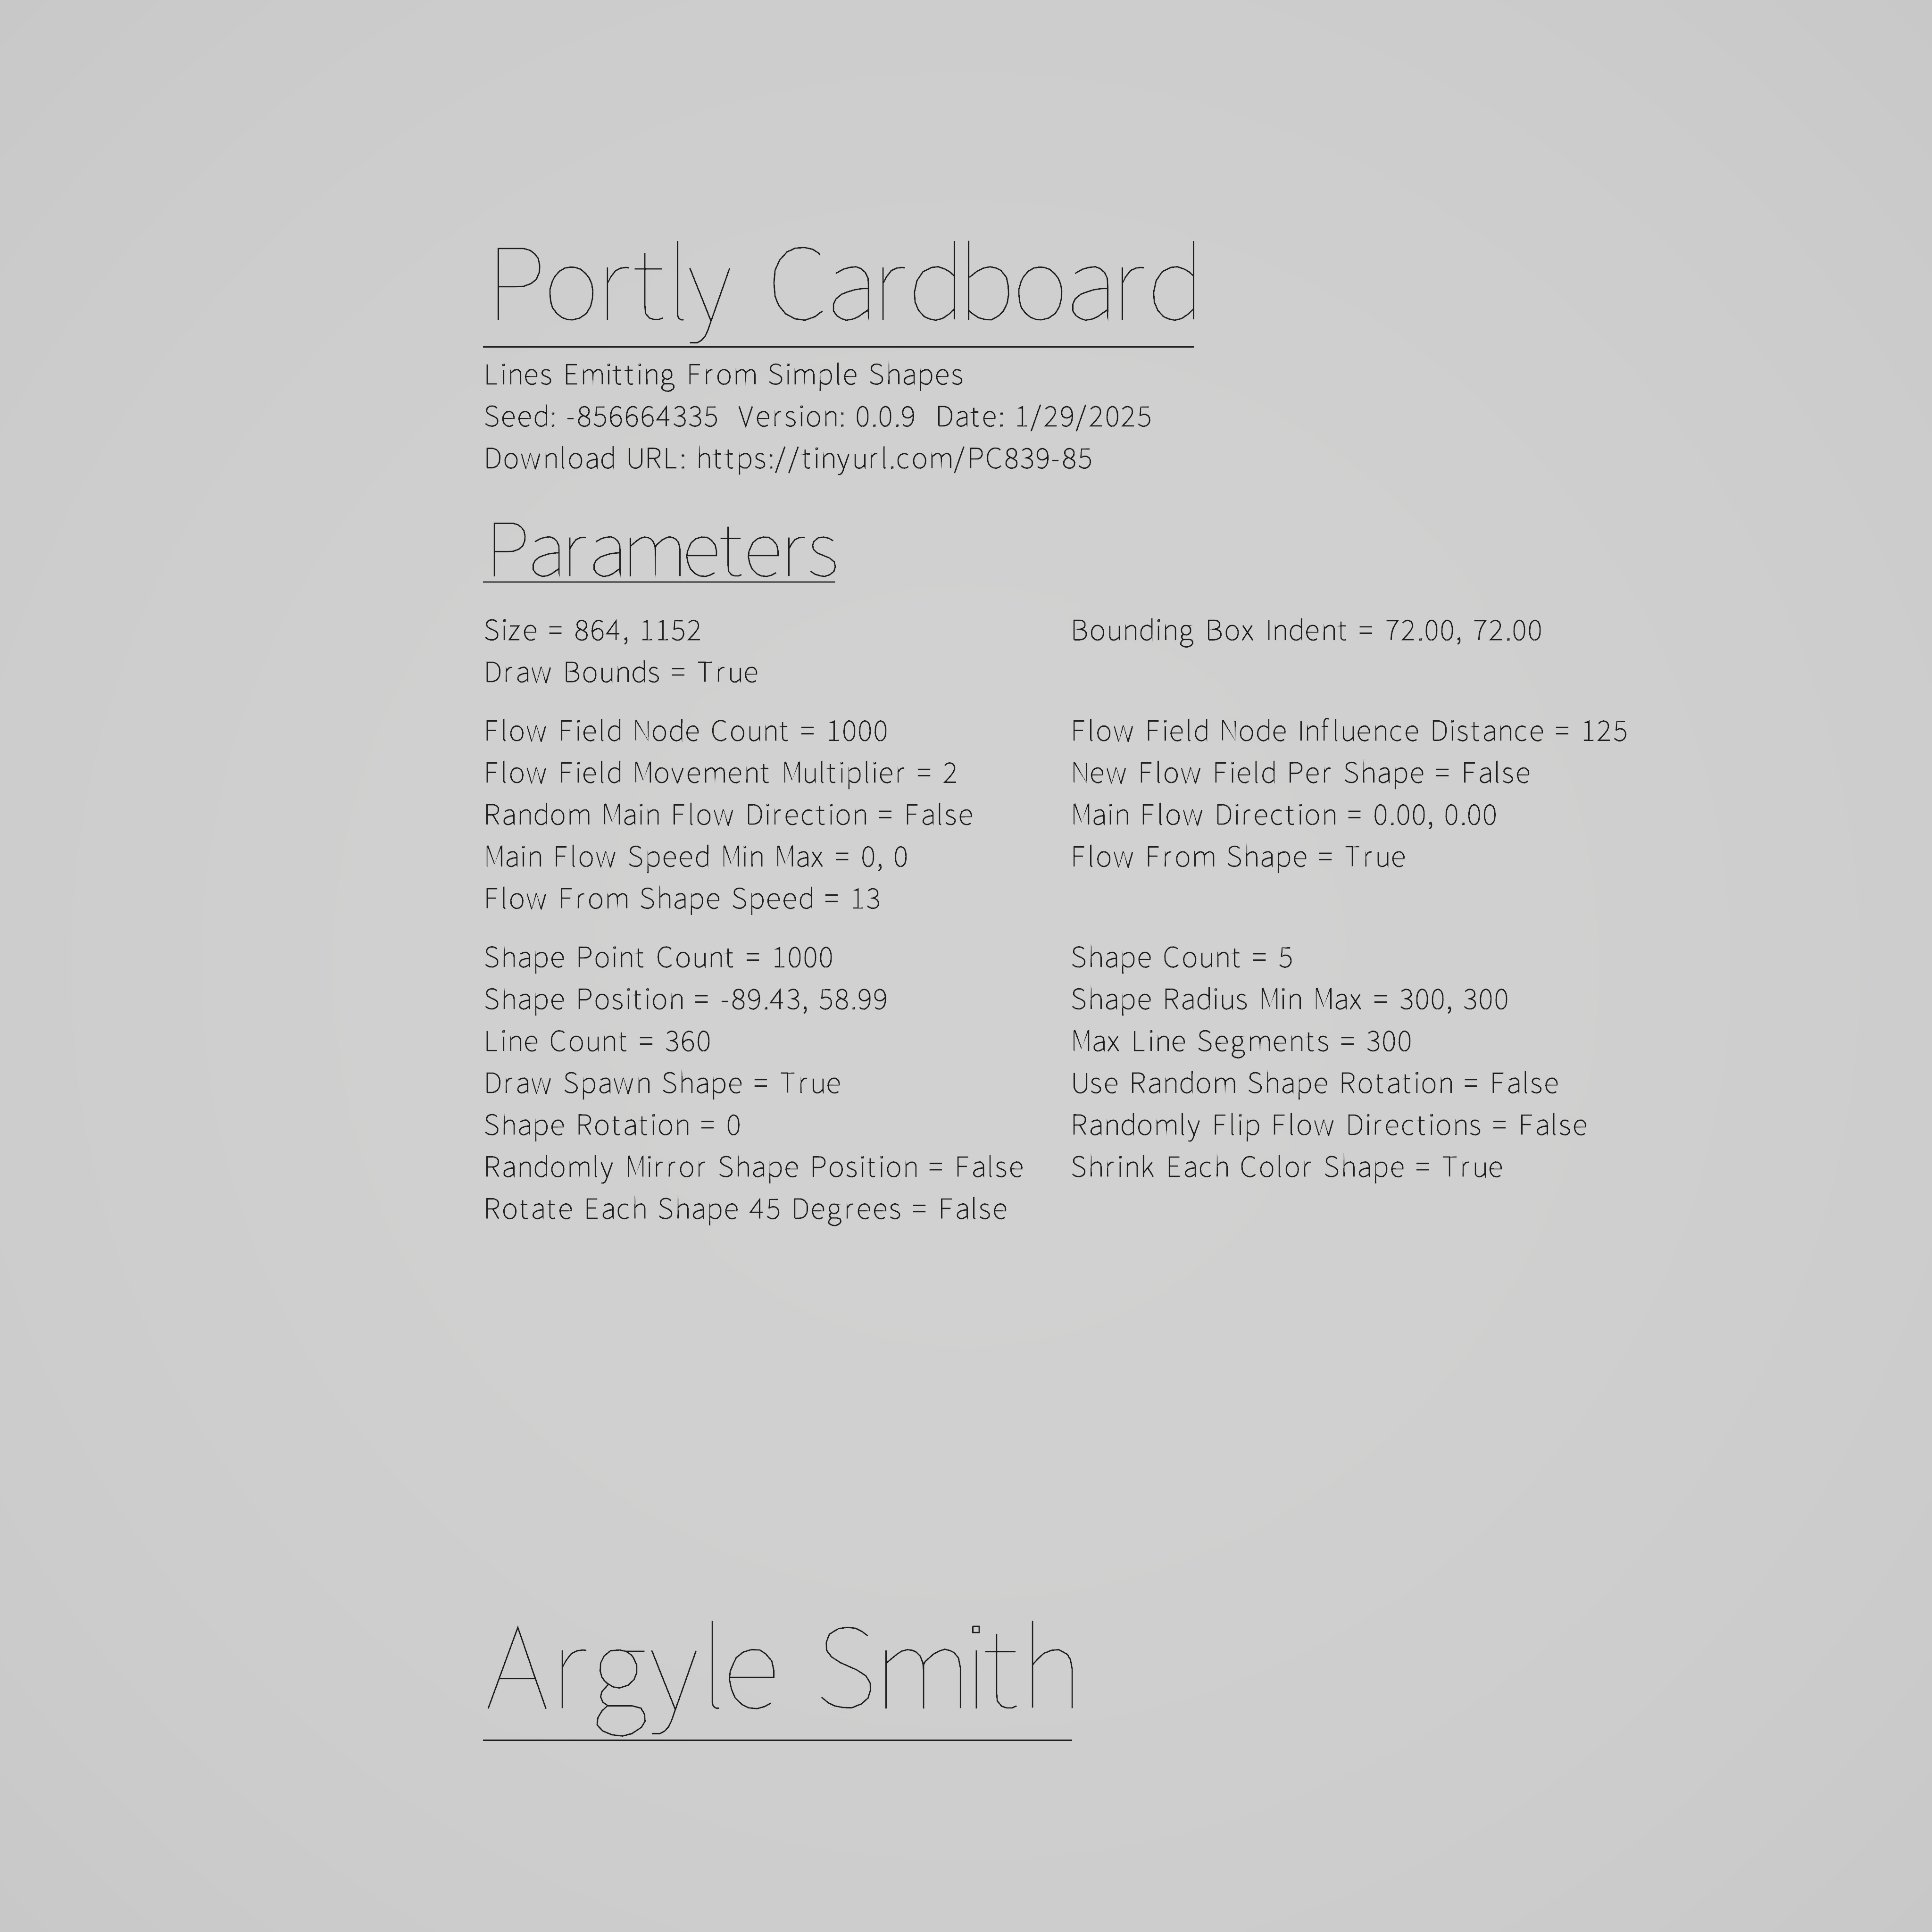 Portly Cardboard
Lines Emitting From Simple Shapes
Seed: -856664335  Version: 0.0.9  Date: 1/29/2025
Download URL: https://tinyurl.com/PC839-85
Parameters
Size = 864, 1152
Bounding Box Indent = 72.00, 72.00
Draw Bounds = True
Flow Field Node Count = 1000
Flow Field Node Influence Distance = 125
Flow Field Movement Multiplier = 2
New Flow Field Per Shape = False
Random Main Flow Direction = False
Main Flow Direction = 0.00, 0.00
Main Flow Speed Min Max = 0, 0
Flow From Shape = True
Flow From Shape Speed = 13
Shape Point Count = 1000
Shape Count = 5
Shape Position = -89.43, 58.99
Shape Radius Min Max = 300, 300
Line Count = 360
Max Line Segments = 300
Draw Spawn Shape = True
Use Random Shape Rotation = False
Shape Rotation = 0
Randomly Flip Flow Directions = False
Randomly Mirror Shape Position = False
Shrink Each Color Shape = True
Rotate Each Shape 45 Degrees = False
Argyle Smith